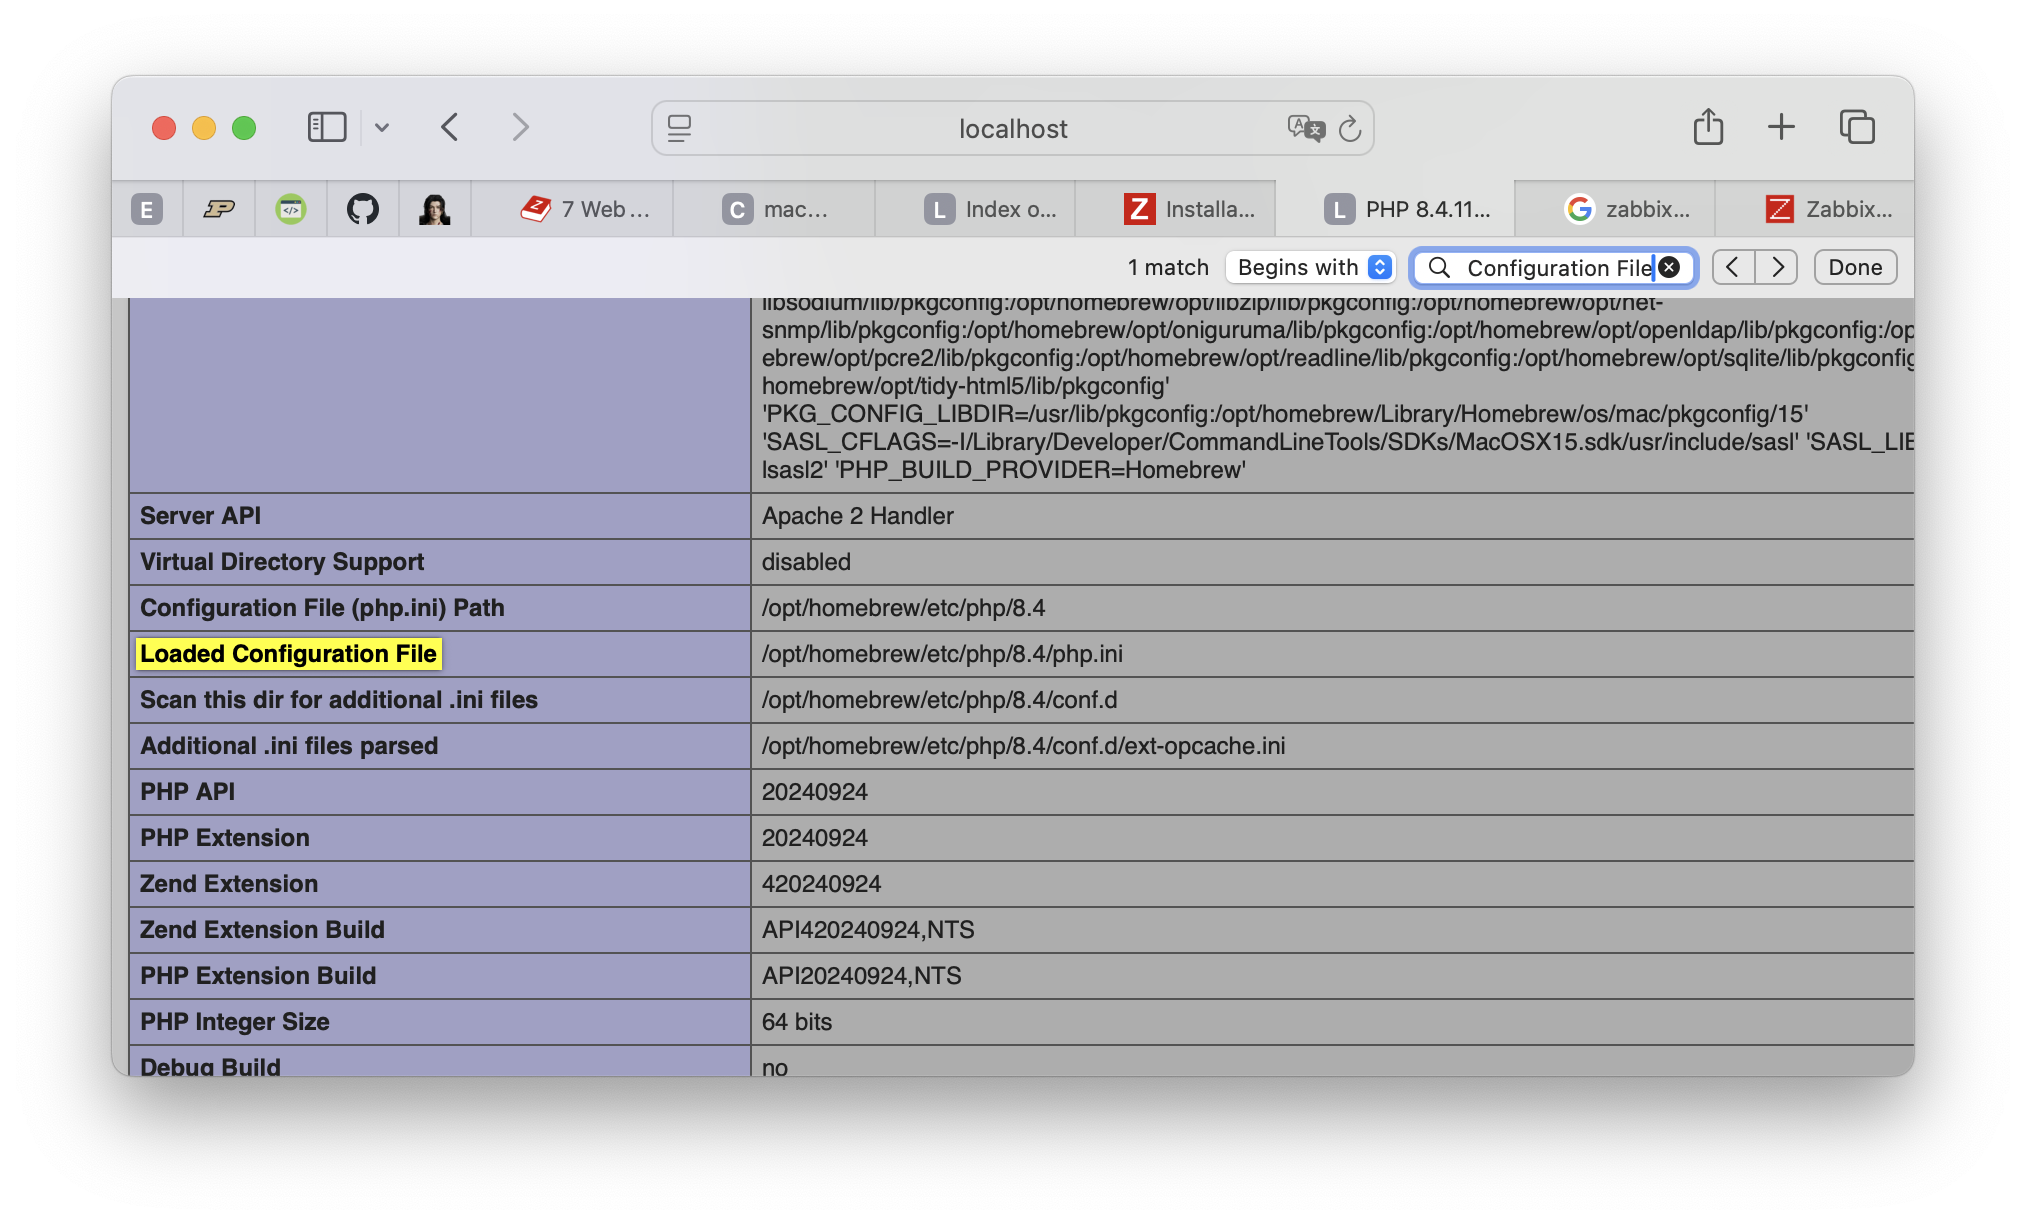 localhost
E
L
7 Web ...
C mac...
L Index o...
Z Installa...
L PHP 8.4.11...
G zabbix...
Z Zabbix...
1 match Begins with Configuration File Done
libsodium/lib/pkgconfig:/opt/homebrew/opt/libzip/lib/pkgconfig:/opt/homebrew/opt/net-
snmp/lib/pkgconfig:/opt/homebrew/opt/oniguruma/lib/pkgconfig:/opt/homebrew/opt/openldap/lib/pkgconfig:/op
ebrew/opt/pcre2/lib/pkgconfig:/opt/homebrew/opt/readline/lib/pkgconfig:/opt/homebrew/opt/sqlite/lib/pkgconfig
homebrew/opt/tidy-html5/lib/pkgconfig'
'PKG_CONFIG_LIBDIR=/usr/lib/pkgconfig:/opt/homebrew/Library/Homebrew/os/mac/pkgconfig/15'
'SASL_CFLAGS=-I/Library/Developer/CommandLineTools/SDKs/MacOSX15.sdk/usr/include/sasl' 'SASL_LIB
lsasl2' 'PHP_BUILD_PROVIDER=Homebrew'
Server API Apache 2 Handler
Virtual Directory Support disabled
Configuration File (php.ini) Path /opt/homebrew/etc/php/8.4
Loaded Configuration File /opt/homebrew/etc/php/8.4/php.ini
Scan this dir for additional .ini files /opt/homebrew/etc/php/8.4/conf.d
Additional .ini files parsed /opt/homebrew/etc/php/8.4/conf.d/ext-opcache.ini
PHP API 20240924
PHP Extension 20240924
Zend Extension 420240924
Zend Extension Build API420240924,NTS
PHP Extension Build API20240924,NTS
PHP Integer Size 64 bits
Debug Build no